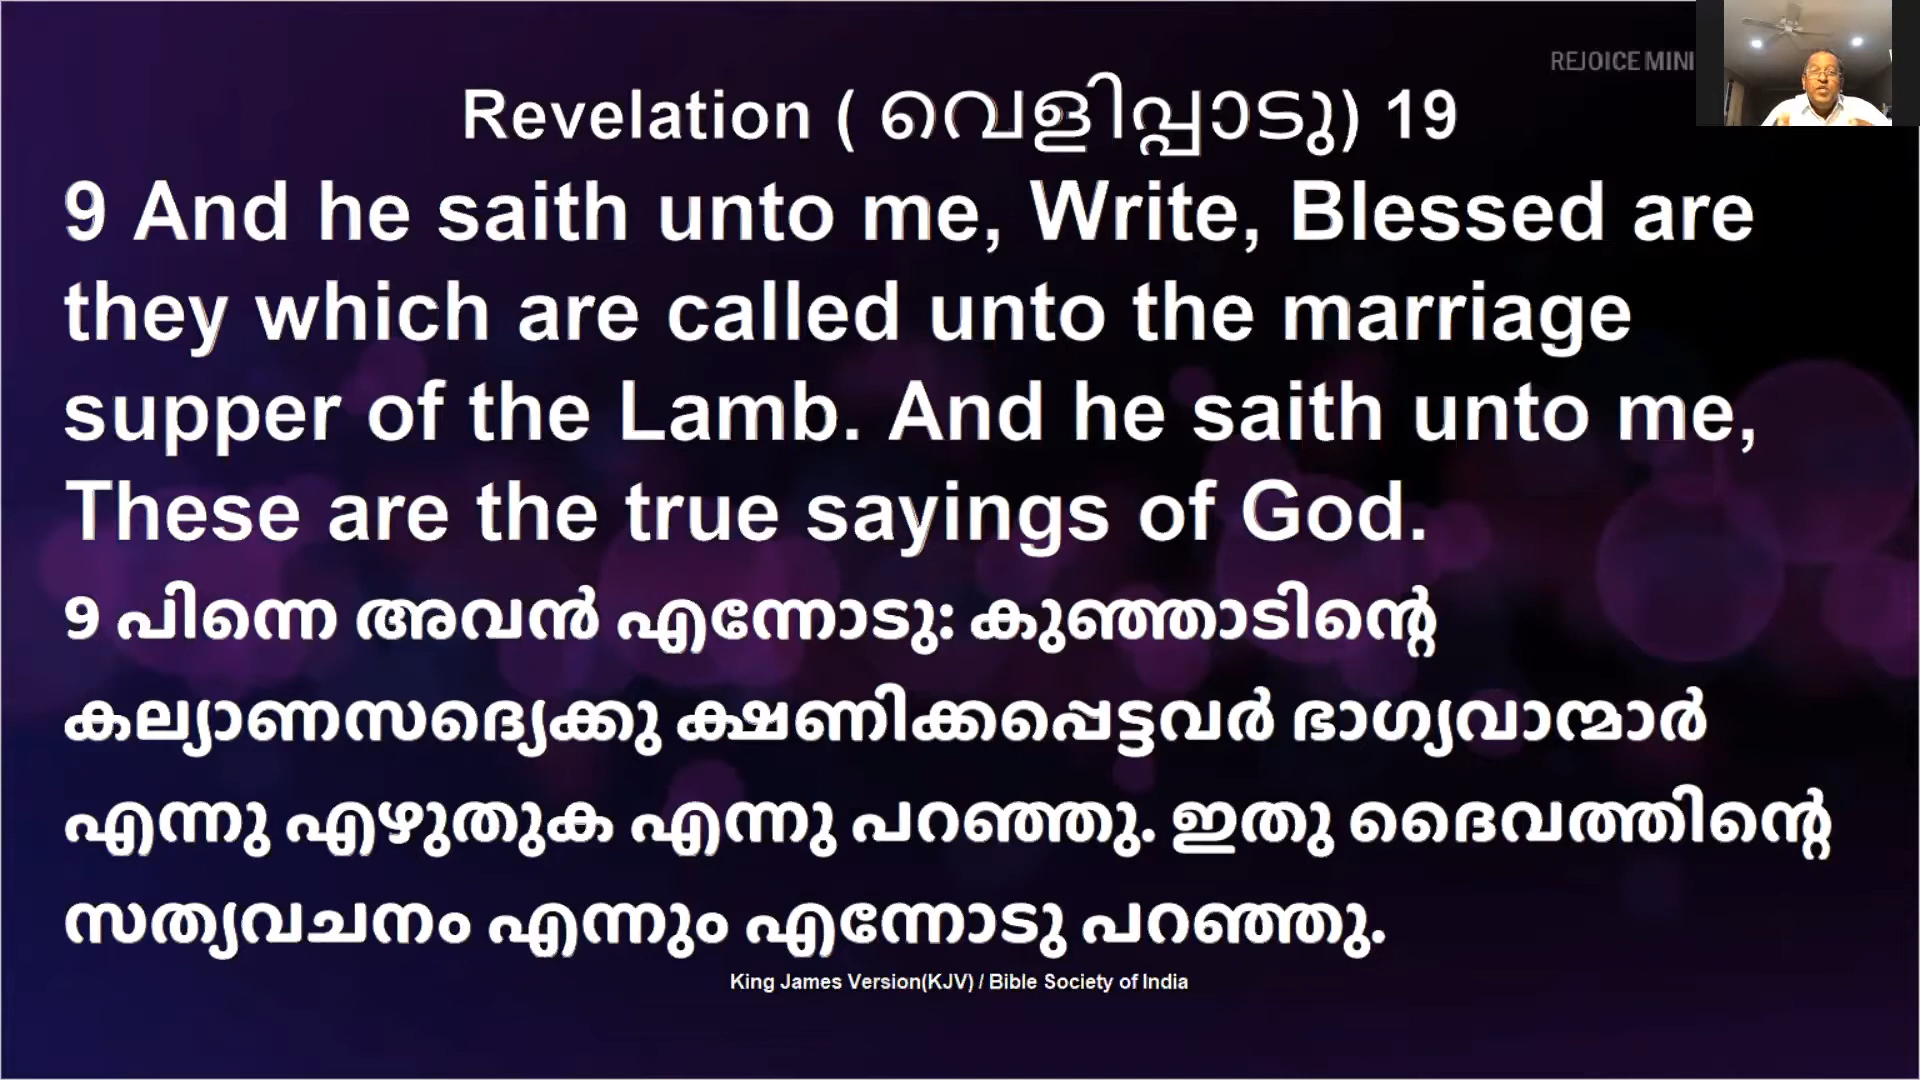 REJOICE MINI
Revelation ( വെളിപ്പാടു) 19
9 And he saith unto me, Write, Blessed are
they which are called unto the marriage
supper of the Lamb. And he saith unto me,
These are the true sayings of God.
9 പിന്നെ അവൻ എന്നോടു: കുഞ്ഞാടിന്റെ
കല്യാണസദ്യെക്കു ക്ഷണിക്കപ്പെട്ടവർ ഭാഗ്യവാന്മാർ
എന്നു എഴുതുക എന്നു പറഞ്ഞു. ഇതു ദൈവത്തിന്റെ
സത്യവചനം എന്നും എന്നോടു പറഞ്ഞു.
King James Version(KJV) / Bible Society of India